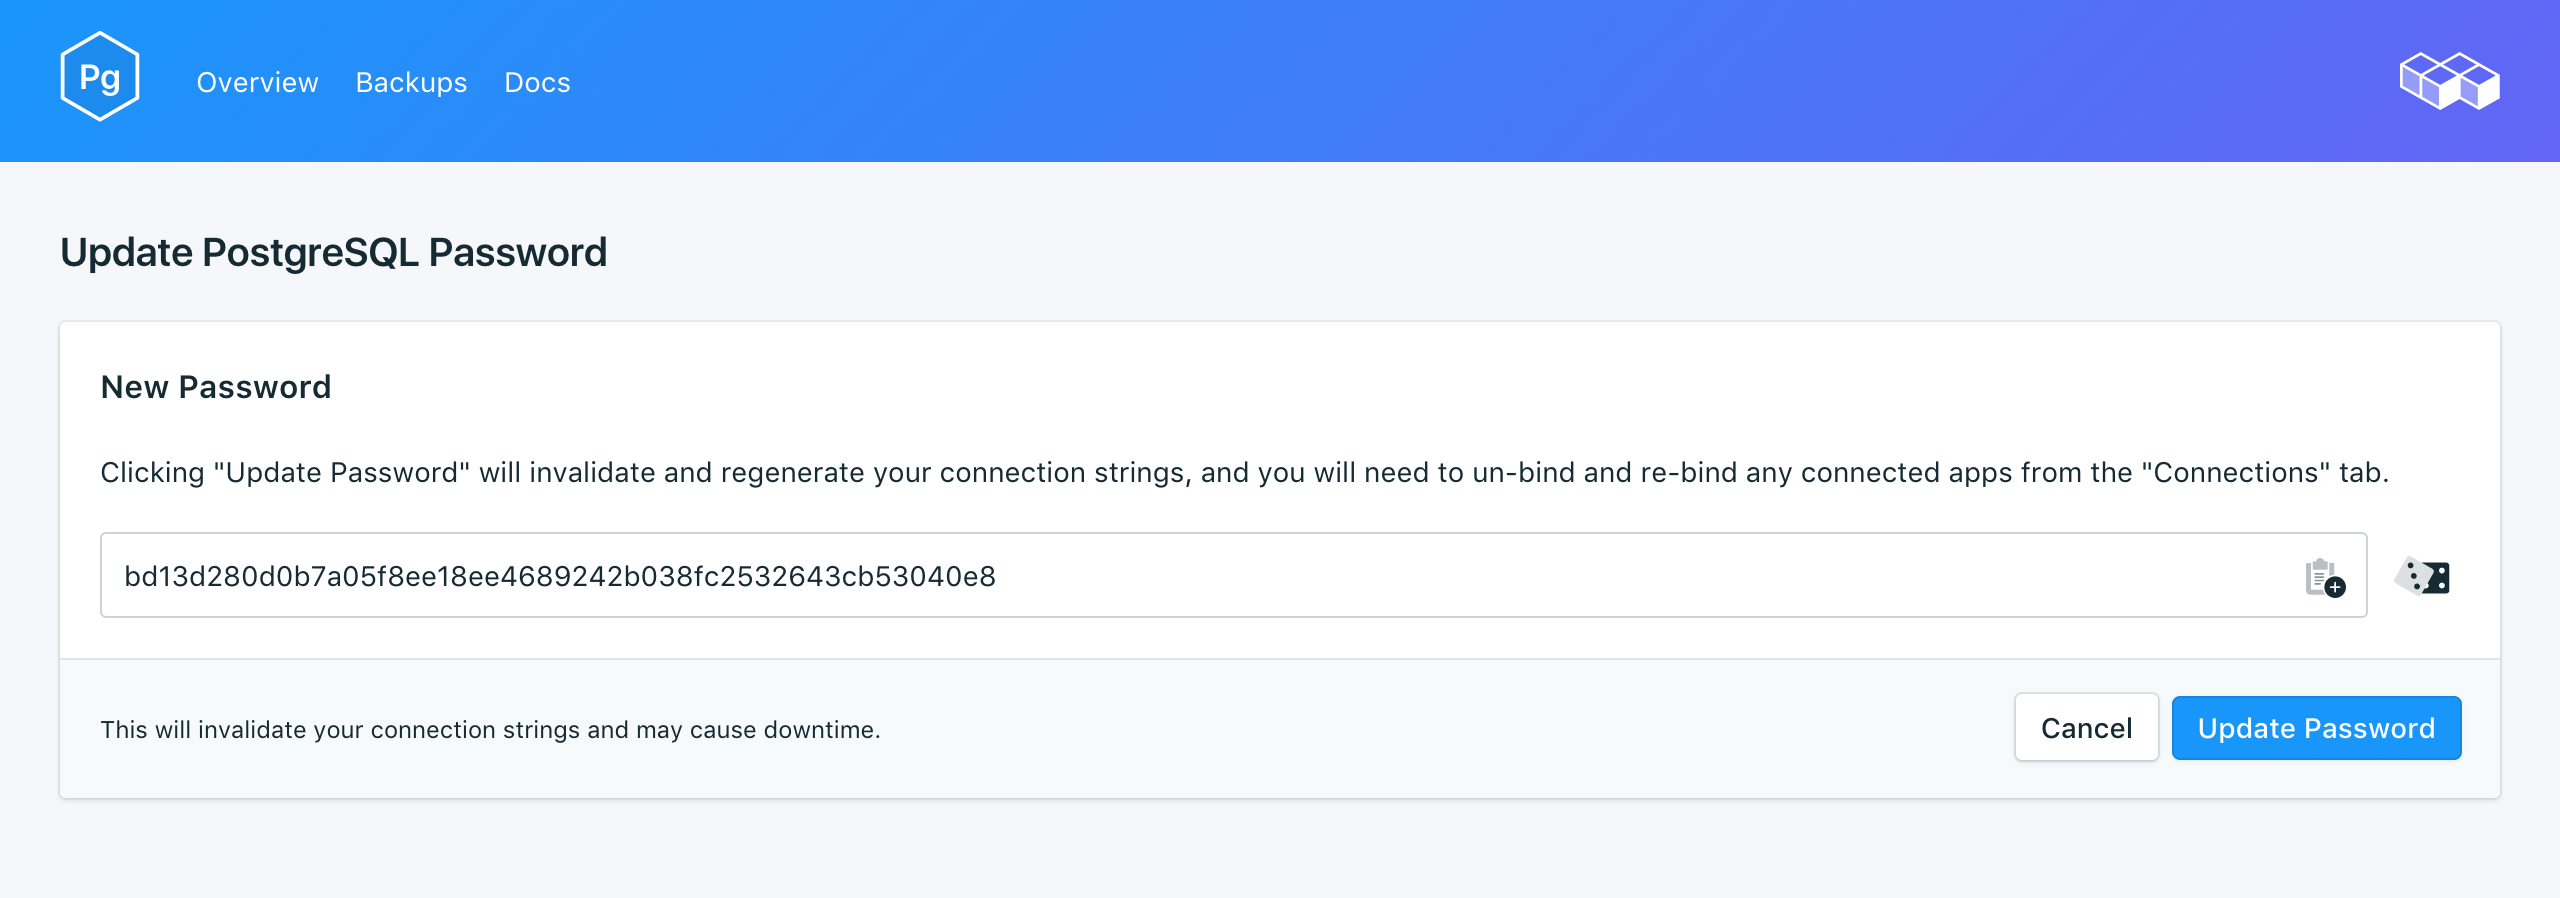 Pg
Overview Backups Docs
Update PostgreSQL Password
New Password
Clicking "Update Password" will invalidate and regenerate your connection strings, and you will need to un-bind and re-bind any connected apps from the "Connections" tab.
bd13d280d0b7a05f8ee18ee4689242b038fc2532643cb53040e8
This will invalidate your connection strings and may cause downtime.
Cancel Update Password